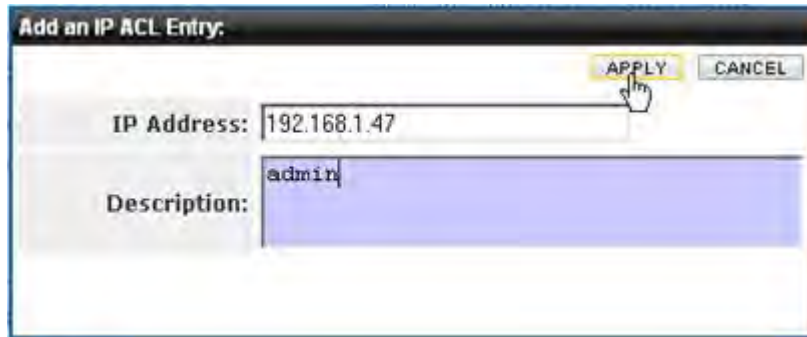 Add an IP ACL Entry:
APPLY CANCEL
IP Address: 192.168.1.47
Description: admin